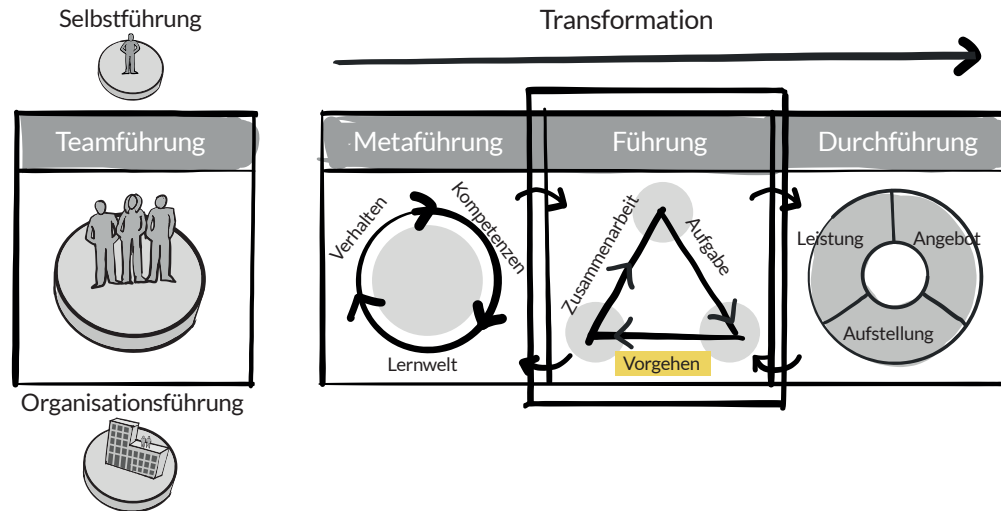 Selbstführung
Transformation
Teamführung
Metaführung
Führung
Durchführung
Verhalten
Kompetenzen
Lernwelt
Zusammenarbeit
Aufgabe
Vorgehen
Leistung
Angebot
Aufstellung
Organisationsführung